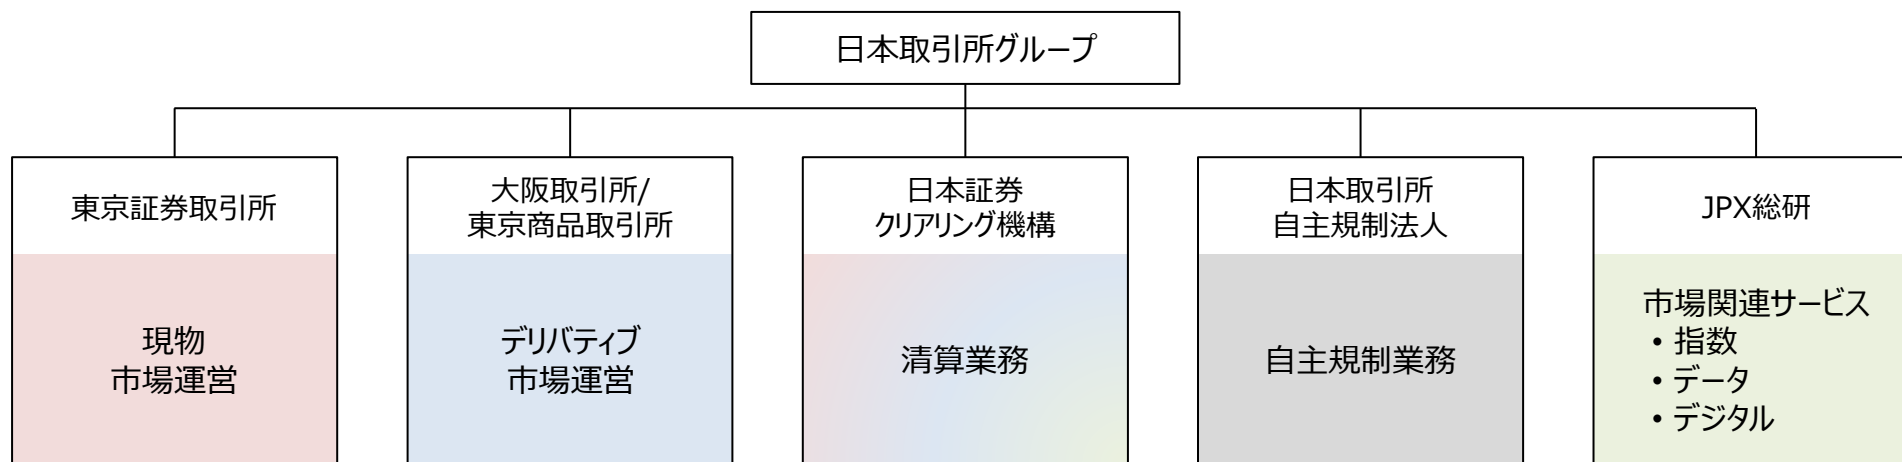 日本取引所グループ
東京証券取引所
現物
市場運営
大阪取引所/
東京商品取引所
デリバティブ
市場運営
日本証券
クリアリング機構
清算業務
日本取引所
自主規制法人
自主規制業務
JPX総研
市場関連サービス
・指数
・データ
・デジタル